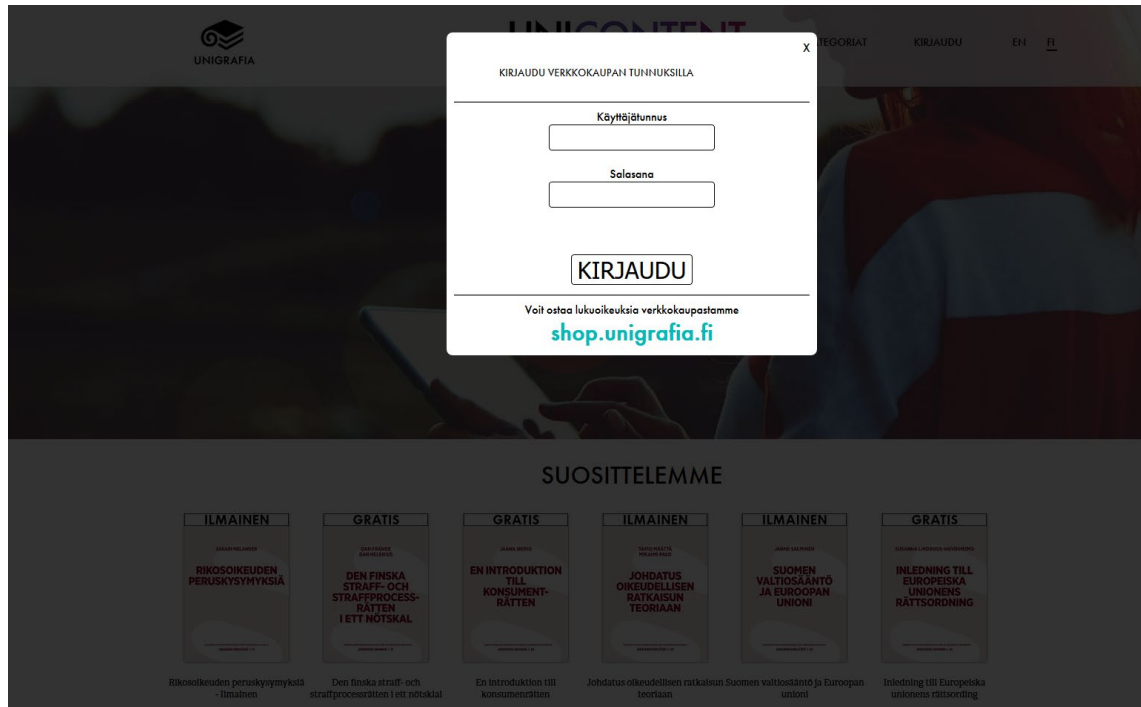 UNIGRAFIA
UNICONTENT
TEGORIAT
KIRJAUDU
EN
FI
X
KIRJAUDU VERKKOKAUPAN TUNNUKSILLA
Käyttäjätunnus
Salasana
KIRJAUDU
Voit ostaa lukuoikeuksia verkkokaupastamme
shop.unigrafia.fi
SUOSITTELEMME
ILMAINEN
RIKOSOIKEUDEN
PERUSKYSYMYKSIÄ
Rikosoikeuden peruskysymyksiä
- Ilmainen
GRATIS
DEN FINSKA
STRAFF- OCH
STRAFFPROCESS-
RÄTTEN
I ETT NÖTSKAL
Den finska straff- och
straffprocessrätten i ett nötskal
GRATIS
EN INTRODUKTION
TILL
KONSUMENT-
RÄTTEN
En introduktion till
konsumenrätten
ILMAINEN
JOHDATUS
OIKEUDELLISEN
RATKAISUN
TEORIAAN
Johdatus oikeudellisen ratkaisun
teoriaan
ILMAINEN
SUOMEN
VALTIOSÄÄNTÖ
JA EUROOPAN
UNIONI
Suomen valtiosääntö ja Euroopan
unioni
GRATIS
INLEDNING TILL
EUROPEISKA
UNIONENS
RÄTTSORDNING
Inledning till Europeiska
unionens rättsording